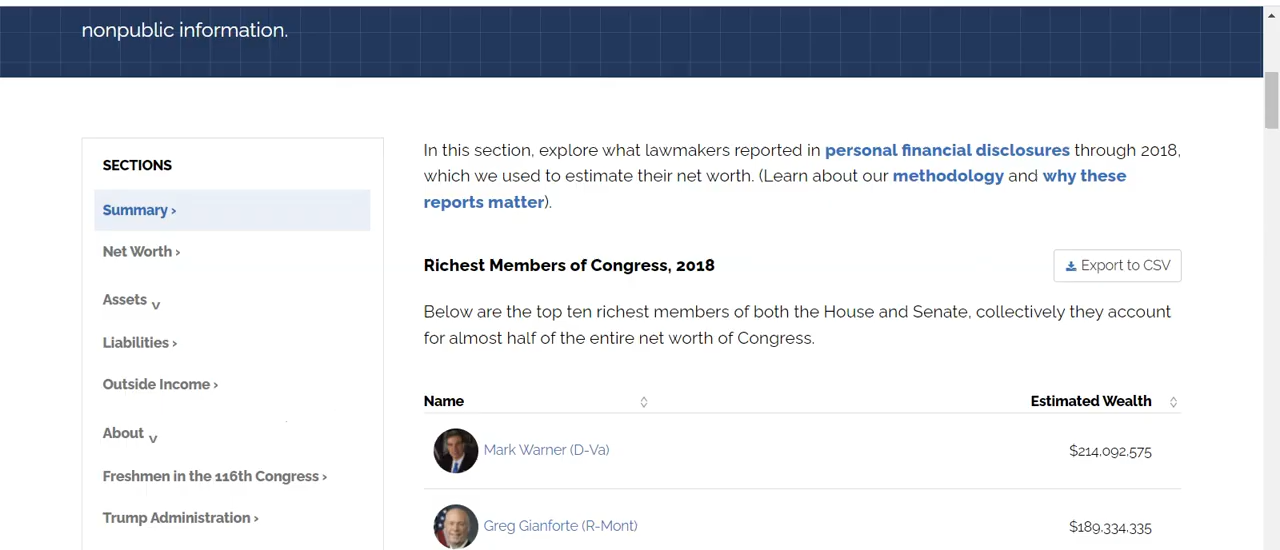 nonpublic information.
SECTIONS
Summary ›
Net Worth ›
Assets v
Liabilities ›
Outside Income ›
About v
Freshmen in the 116th Congress ›
Trump Administration ›
In this section, explore what lawmakers reported in personal financial disclosures through 2018,
which we used to estimate their net worth. (Learn about our methodology and why these
reports matter).
Richest Members of Congress, 2018
Export to CSV
Below are the top ten richest members of both the House and Senate, collectively they account
for almost half of the entire net worth of Congress.
Name Estimated Wealth
Mark Warner (D-Va) $214,092,575
Greg Gianforte (R-Mont) $189,334,335